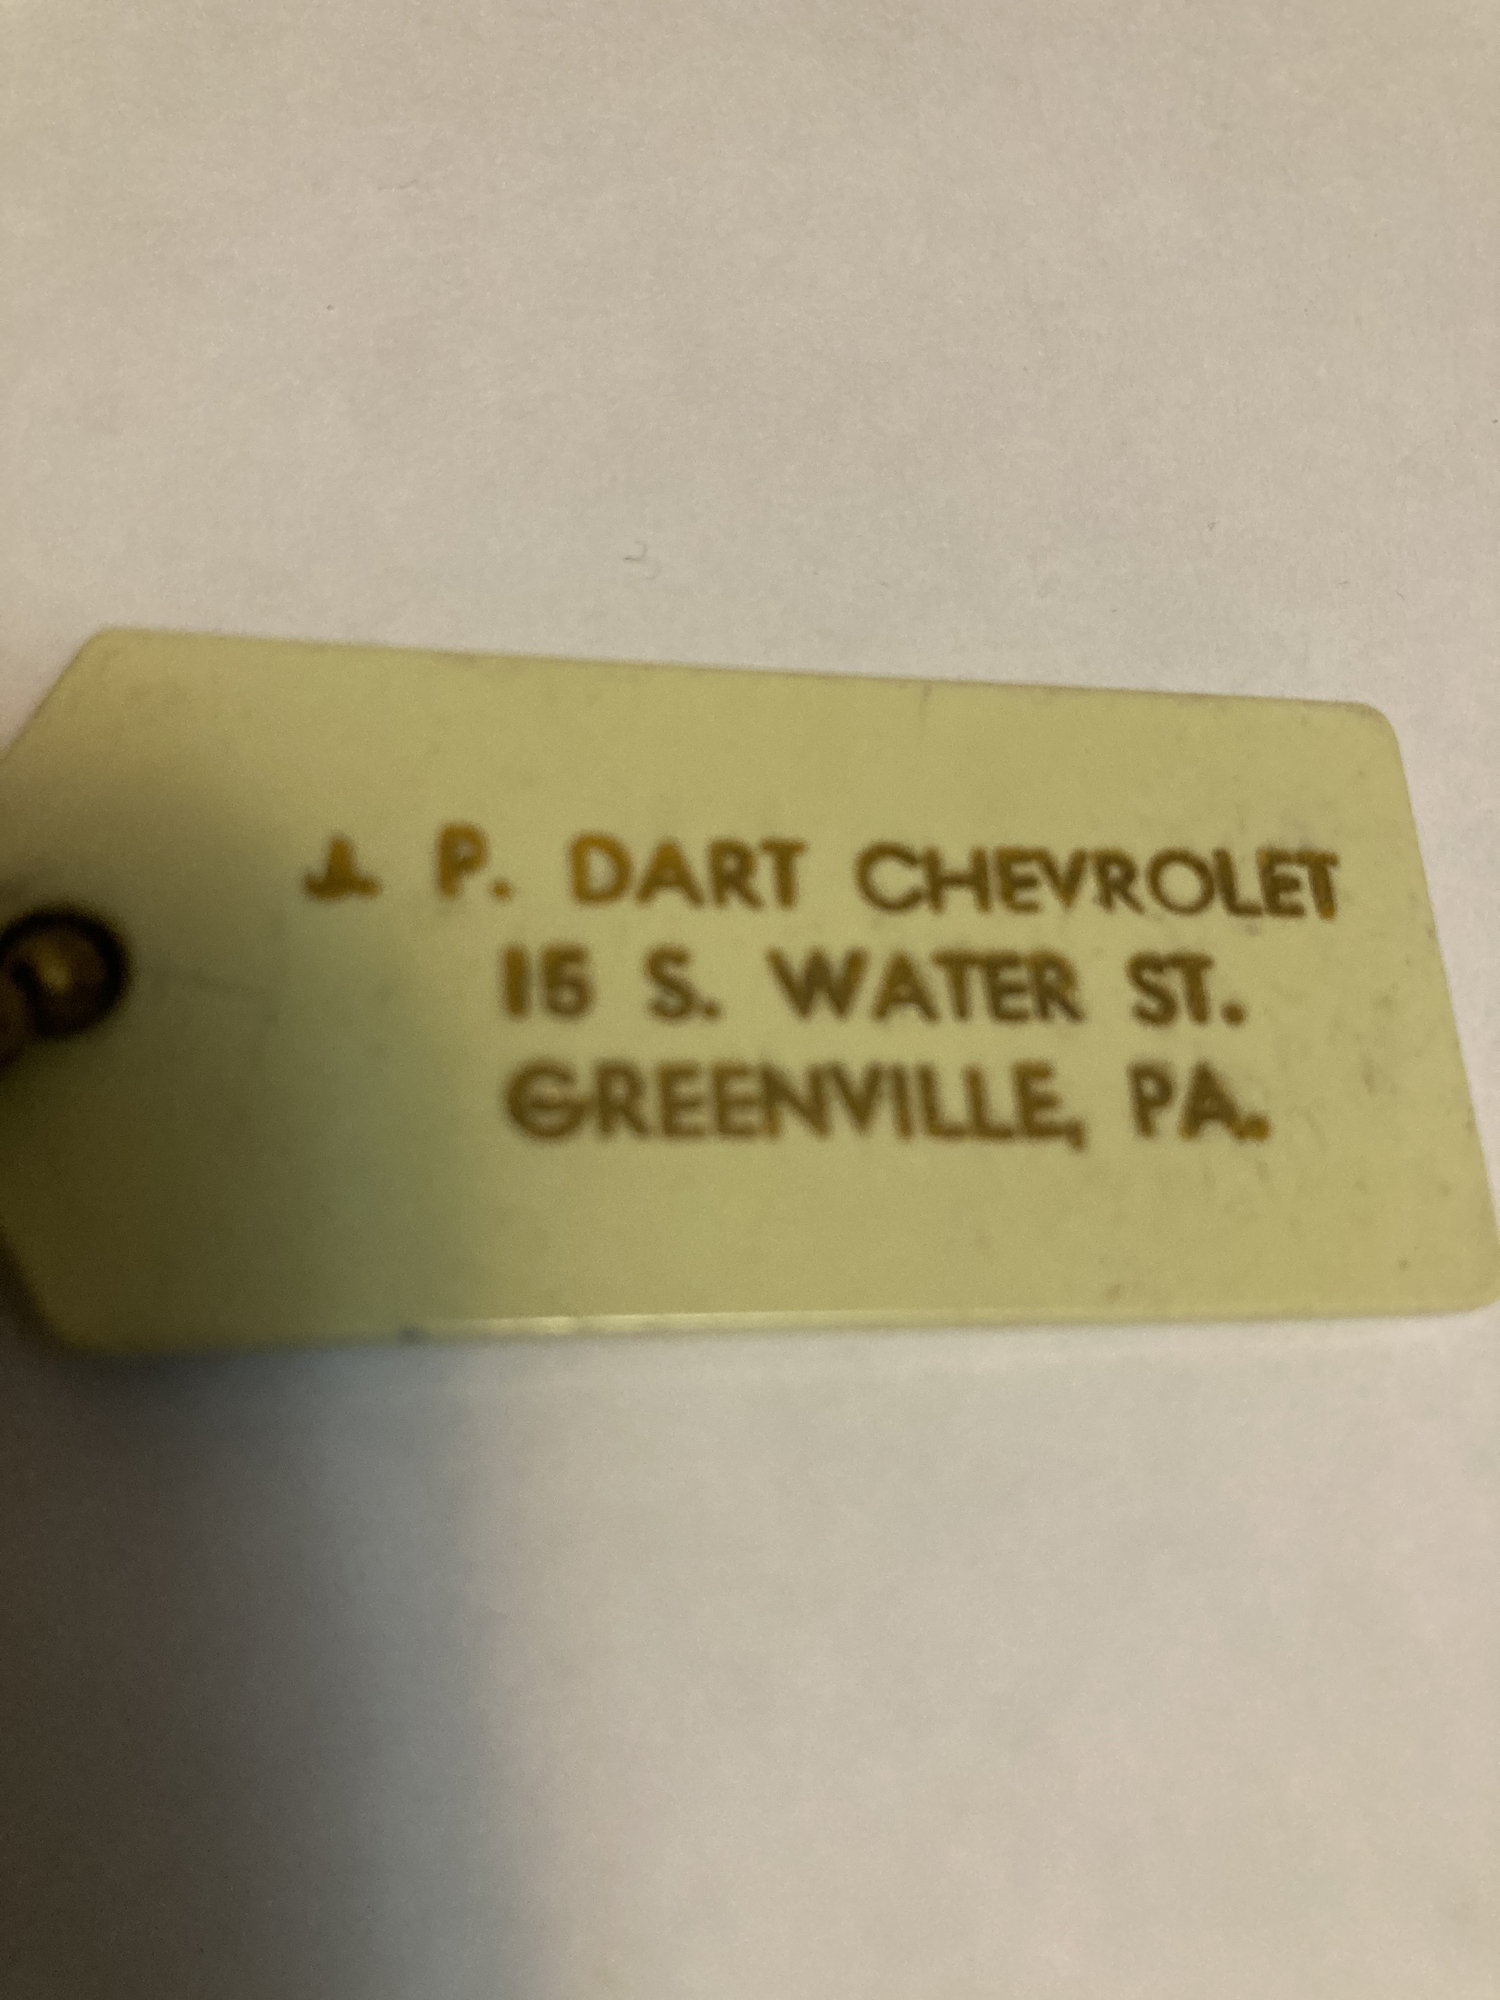 J. P. DART CHEVROLET
15 S. WATER ST.
GREENVILLE, PA.